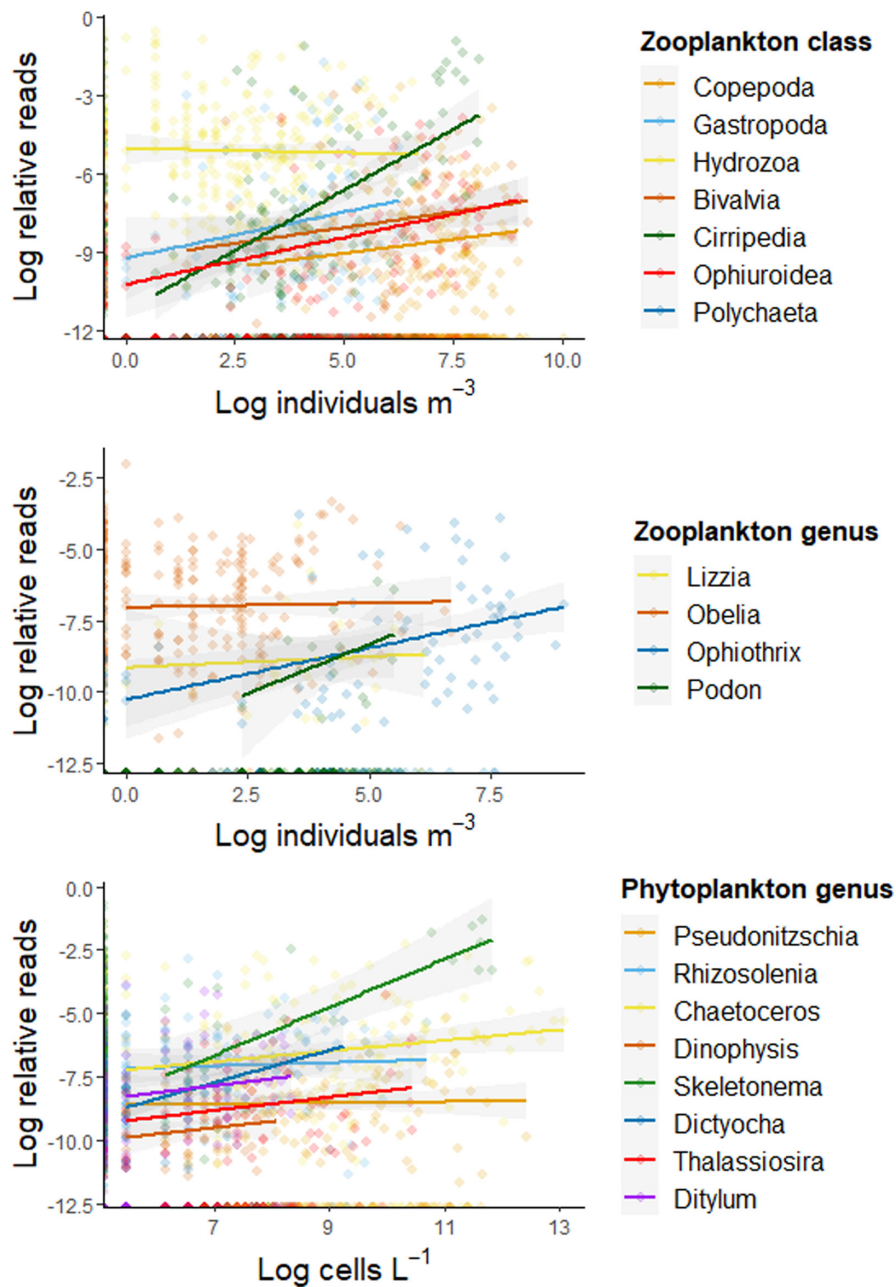 Log relative reads
0
-3
-6
-9
-12
0.0 2.5 5.0 7.5 10.0
Log individuals m⁻³
Zooplankton class
Copepoda
Gastropoda
Hydrozoa
Bivalvia
Cirripedia
Ophiuroidea
Polychaeta
Log relative reads
-2.5
-5.0
-7.5
-10.0
-12.5
0.0 2.5 5.0 7.5
Log individuals m⁻³
Zooplankton genus
Lizzia
Obelia
Ophiothrix
Podon
Log relative reads
0.0
-2.5
-5.0
-7.5
-10.0
-12.5
7 9 11 13
Log cells L⁻¹
Phytoplankton genus
Pseudonitzschia
Rhizosolenia
Chaetoceros
Dinophysis
Skeletonema
Dictyocha
Thalassiosira
Ditylum